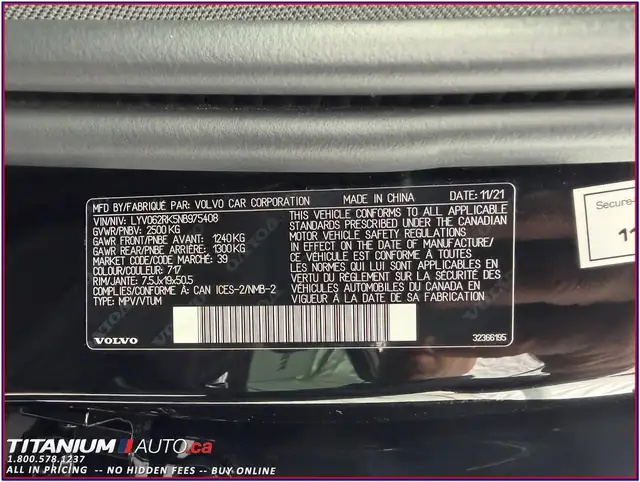 MFD BY/FABRIQUÉ PAR: VOLVO CAR CORPORATION MADE IN CHINA DATE: 11/21
VIN/NIV: LYV062RK5NB975408
GVWR/PNBV: 2500 KG
GAWR FRONT/PNBE AVANT: 1240 KG
GAWR REAR/PNBE ARRIÈRE: 1300 KG
MARKET CODE/CODE MARCHÉ: 39
COLOUR/COULEUR 717
RIM/JANTE: 7.5Jx19x50.5
COMPLIES/CONFORME À: CAN ICES-2/NMB-2
TYPE: MPV/VTUM
THIS VEHICLE CONFORMS TO ALL APPLICABLE
STANDARDS PRESCRIBED UNDER THE CANADIAN
MOTOR VEHICLE SAFETY REGULATIONS
IN EFFECT ON THE DATE OF MANUFACTURE/
CE VÉHICULE EST CONFORME À TOUTES
LES NORMES QUI LUI SONT APPLICABLES EN
VERTU DU RÈGLEMENT SUR LA SÉCURITÉ DES
VÉHICULES AUTOMOBILES DU CANADA EN
VIGUEUR À LA DATE DE SA FABRICATION
VOLVO 32366195
Secure-
11
TITANIUM AUTO.ca
1.800.578.1237
ALL IN PRICING -- NO HIDDEN FEES -- BUY ONLINE